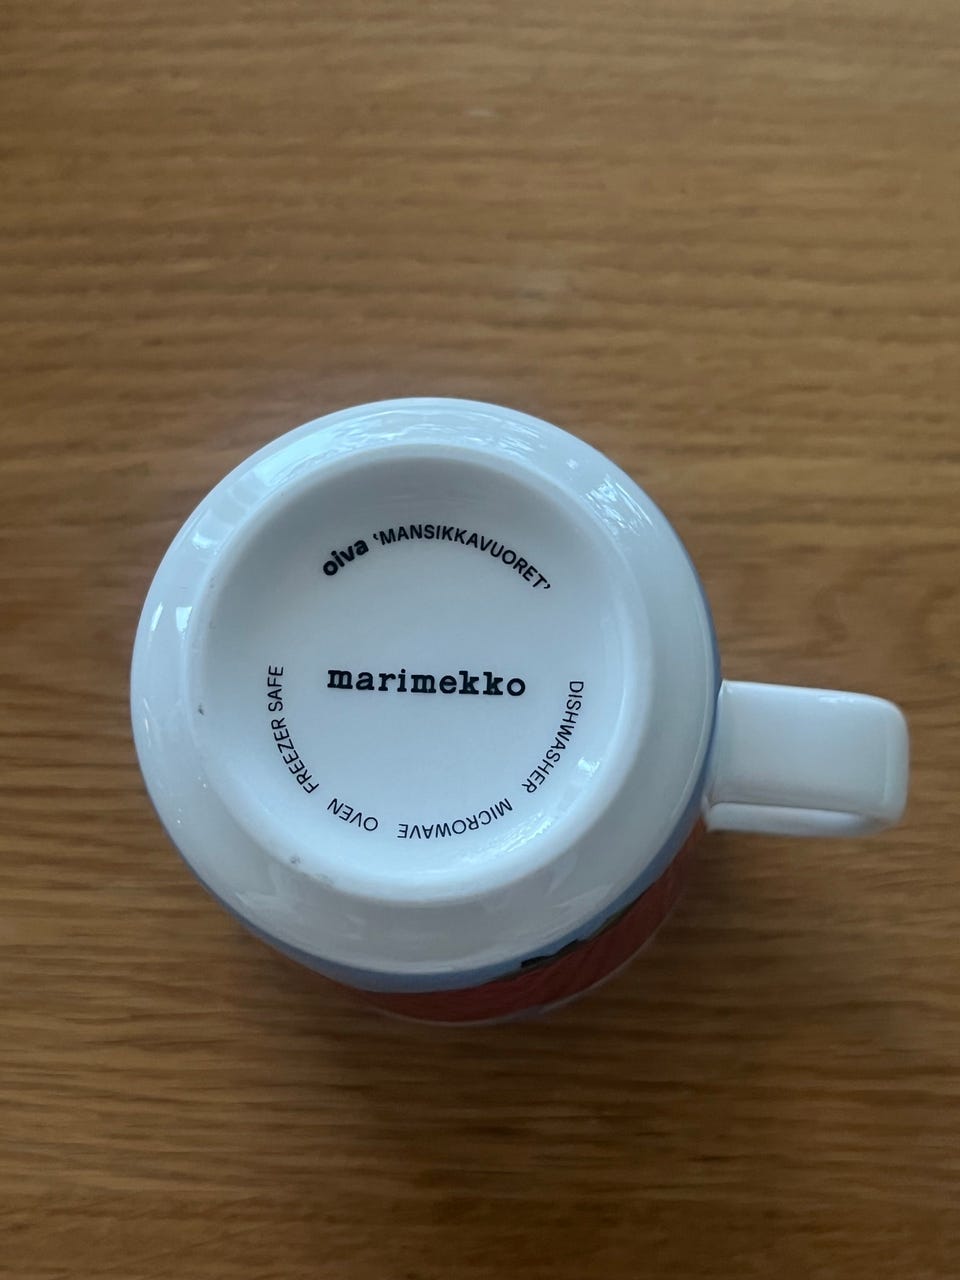 oiva ‘MANSIKKAVUORET’
marimekko
DISHWASHER MICROWAVE OVEN FREEZER SAFE